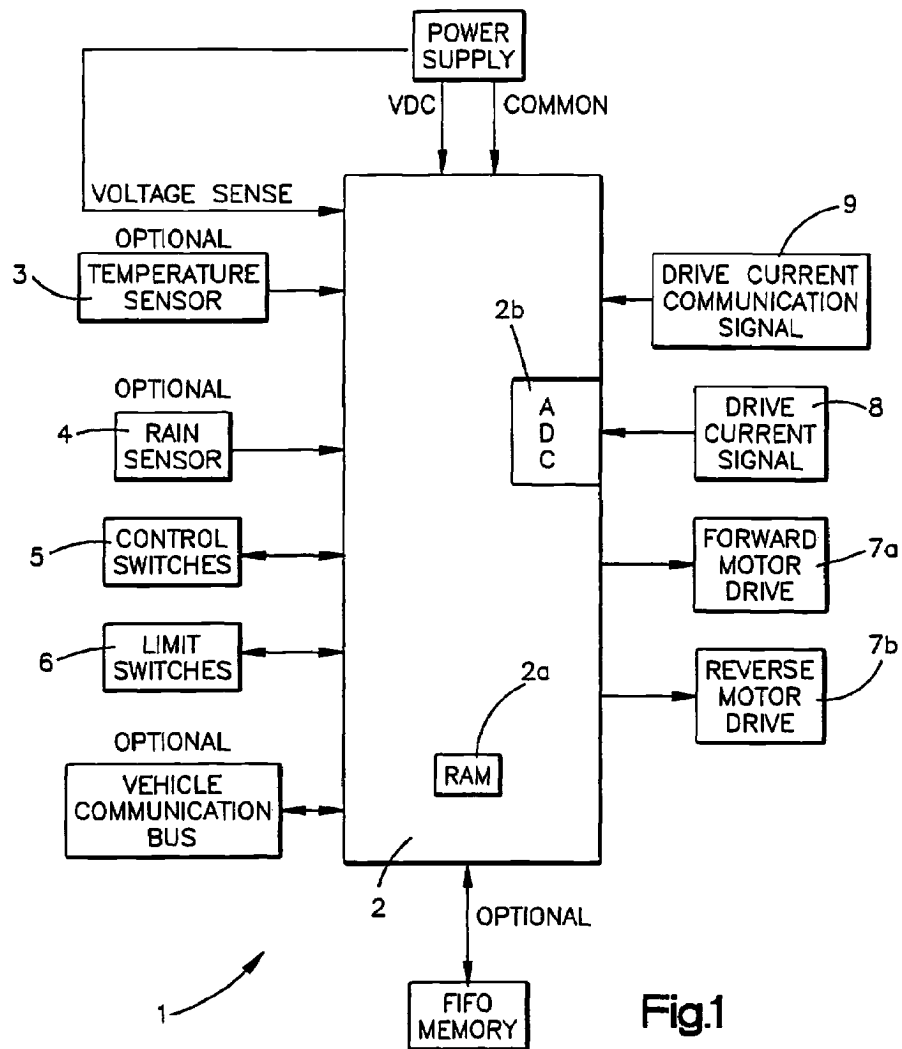 POWER
SUPPLY
VDC
COMMON
VOLTAGE SENSE
OPTIONAL
3
TEMPERATURE
SENSOR
9
DRIVE CURRENT
COMMUNICATION
SIGNAL
2b
A
D
C
OPTIONAL
4
RAIN
SENSOR
DRIVE
CURRENT
SIGNAL
8
5
CONTROL
SWITCHES
FORWARD
MOTOR
DRIVE
7a
6
LIMIT
SWITCHES
2a
RAM
REVERSE
MOTOR
DRIVE
7b
OPTIONAL
VEHICLE
COMMUNICATION
BUS
2
OPTIONAL
1
FIFO
MEMORY
Fig.1